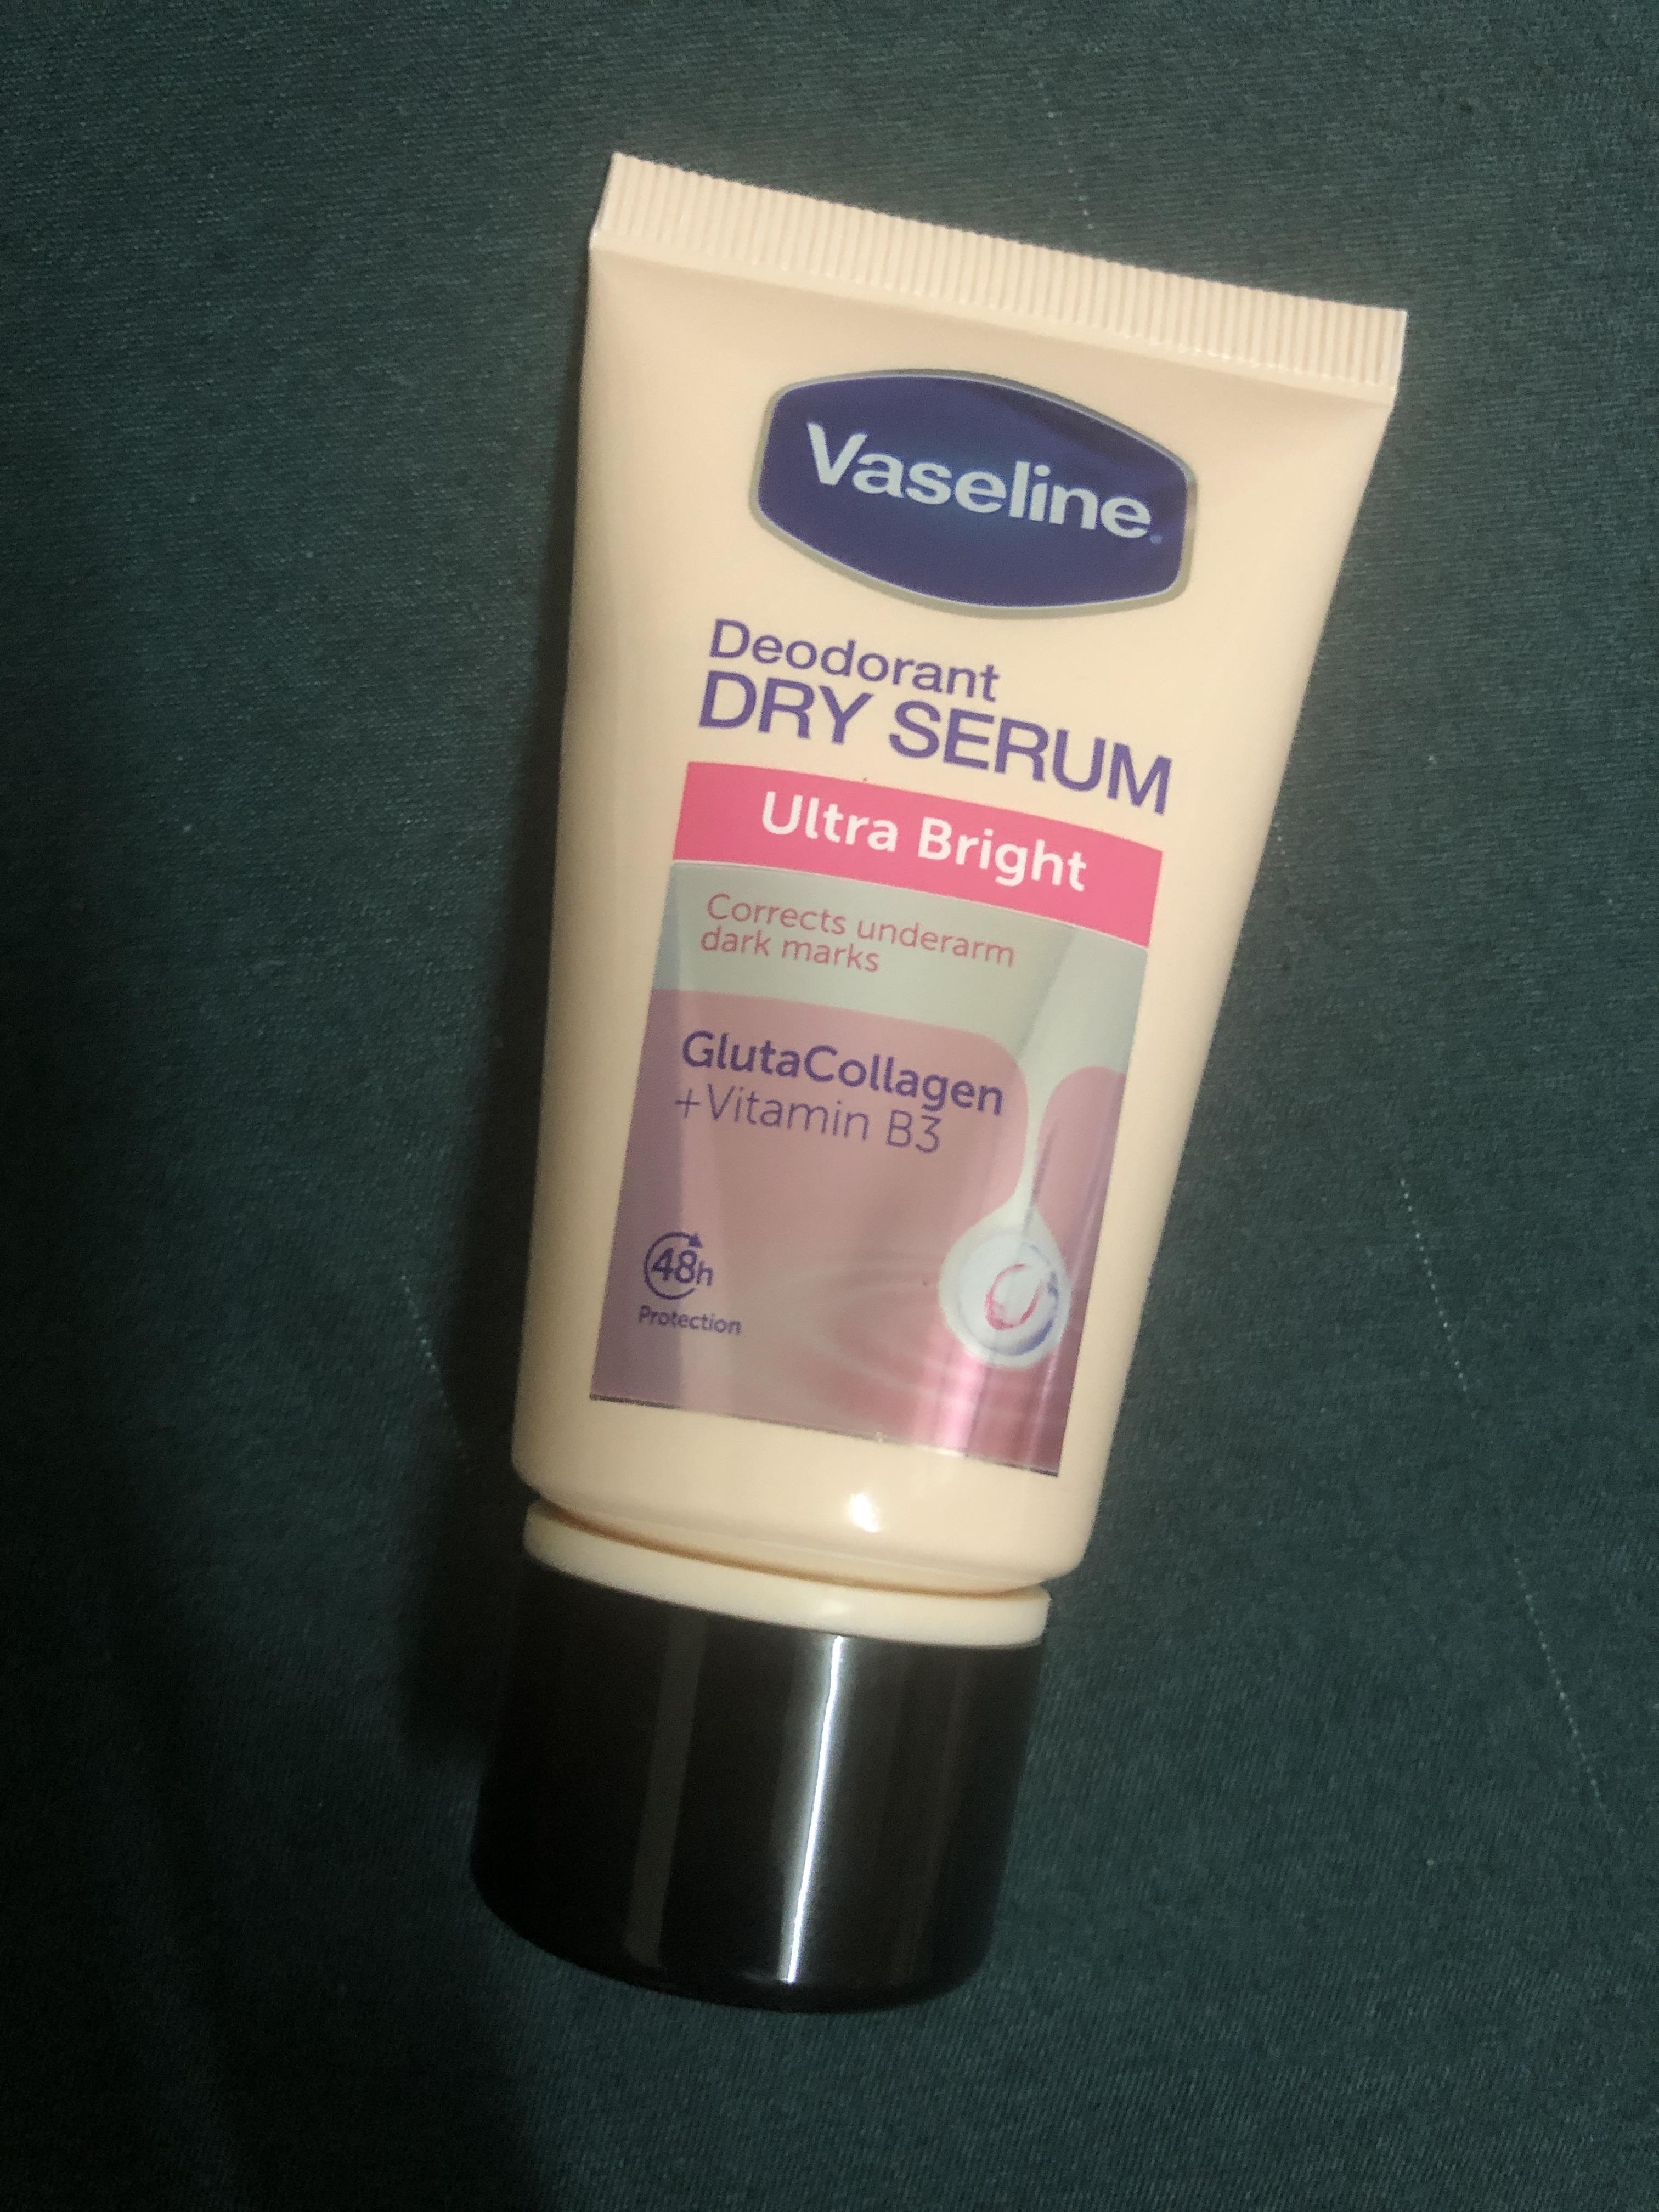 Vaseline.
Deodorant
DRY SERUM
Ultra Bright
Corrects underarm
dark marks
GlutaCollagen
+Vitamin B3
48h
Protection